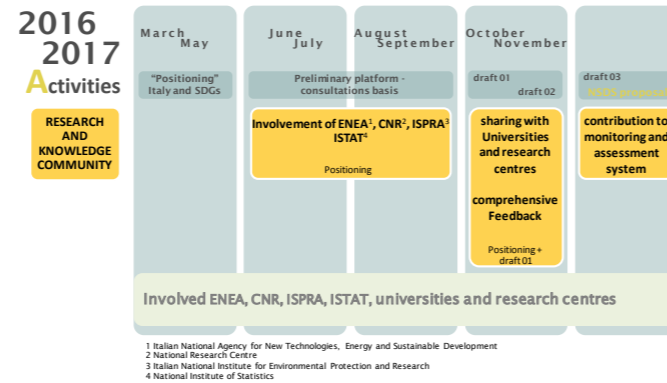 2016
2017
Activities
March
May
June
July
August
September
October
November
"Positioning"
Italy and SDGs
Preliminary platform -
consultations basis
draft 01
draft 02
draft 03
NSDS proposal
RESEARCH
AND
KNOWLEDGE
COMMUNITY
Involvement of ENEA¹, CNR², ISPRA³
ISTAT⁴
Positioning
sharing with
Universities
and research
centres
comprehensive
Feedback
Positioning +
draft 01
contribution to
monitoring and
assessment
system
Involved ENEA, CNR, ISPRA, ISTAT, universities and research centres
1 Italian National Agency for New Technologies, Energy and Sustainable Development
2 National Research Centre
3 Italian National Institute for Environmental Protection and Research
4 National Institute of Statistics